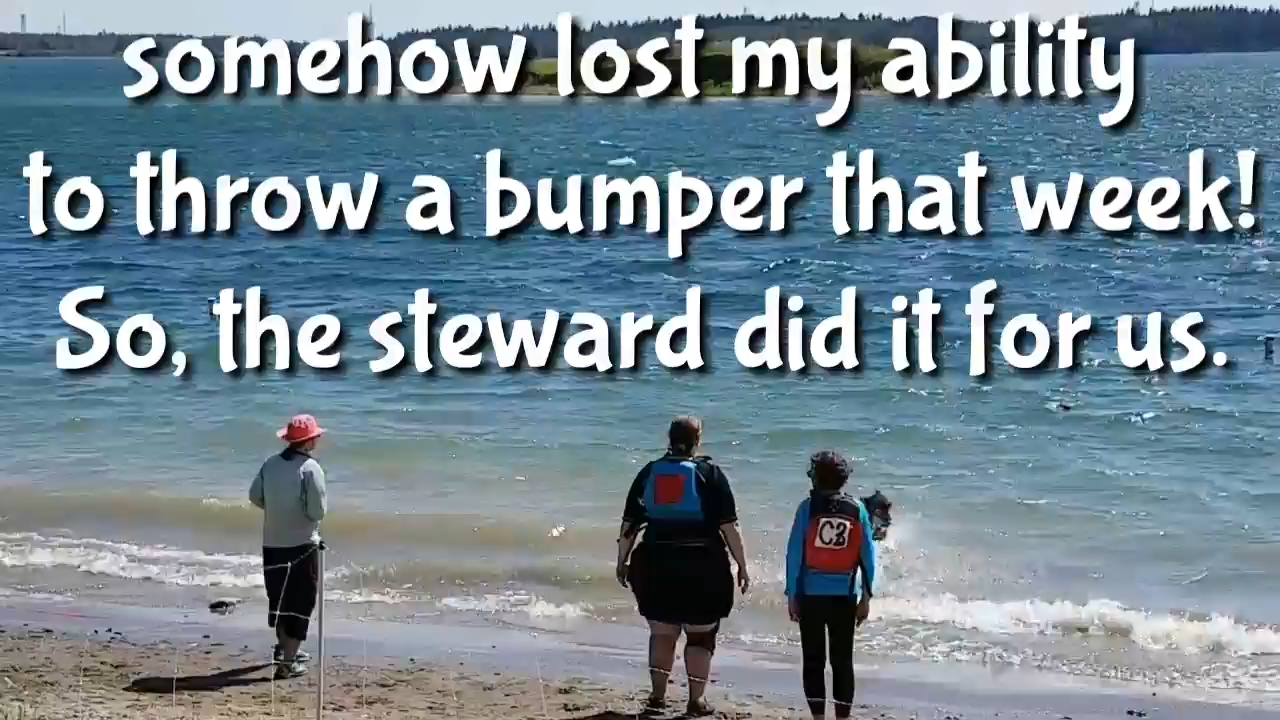 somehow lost my ability
to throw a bumper that week!
So, the steward did it for us.
C3